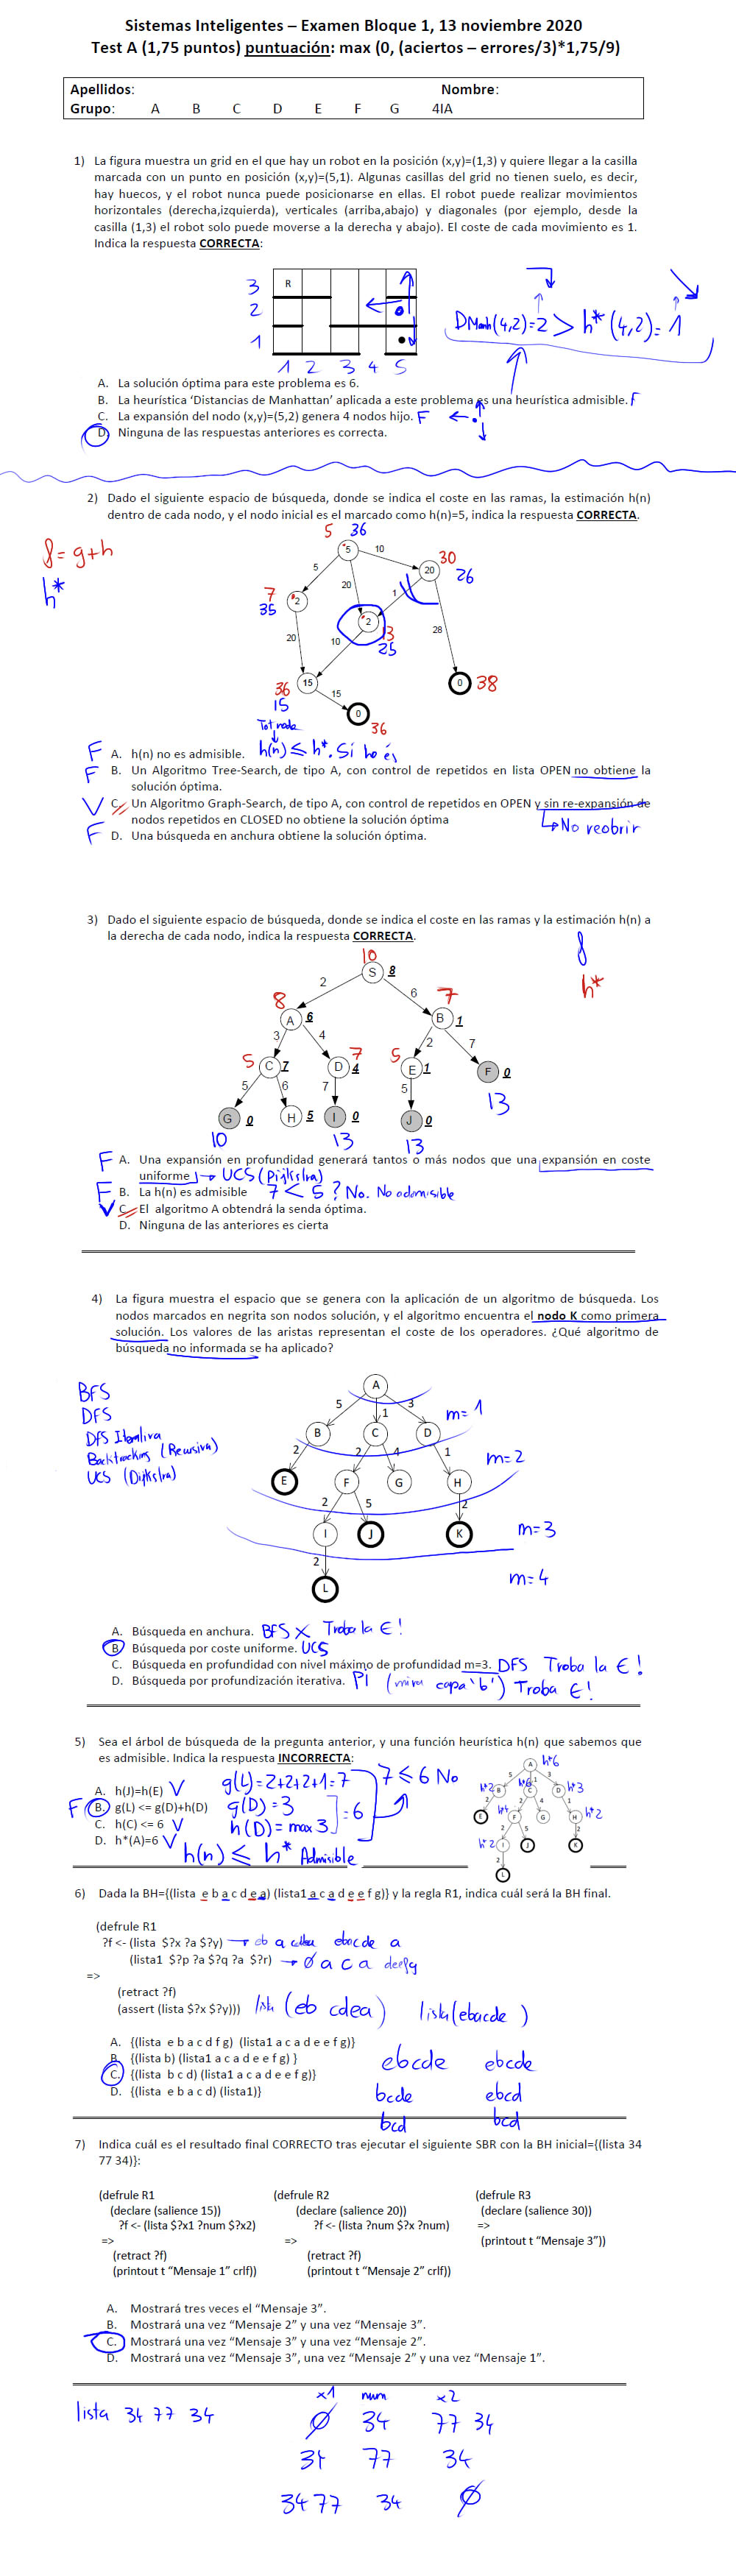 Sistemas Inteligentes – Examen Bloque 1, 13 noviembre 2020
Test A (1,75 puntos) puntuación: max (0, (aciertos – errores/3)*1,75/9)
Apellidos: Nombre:
Grupo: A B C D E F G 4IA
1) La figura muestra un grid en el que hay un robot en la posición (x,y)=(1,3) y quiere llegar a la casilla
marcada con un punto en posición (x,y)=(5,1). Algunas casillas del grid no tienen suelo, es decir,
hay huecos, y el robot nunca puede posicionarse en ellas. El robot puede realizar movimientos
horizontales (derecha,izquierda), verticales (arriba,abajo) y diagonales (por ejemplo, desde la
casilla (1,3) el robot solo puede moverse a la derecha y abajo). El coste de cada movimiento es 1.
Indica la respuesta CORRECTA:
3 R
2
1
1 2 3 4 5
DManh(4,2)=2 > h*(4,2)=1
A. La solución óptima para este problema es 6.
B. La heurística ‘Distancias de Manhattan’ aplicada a este problema es una heurística admisible. F
C. La expansión del nodo (x,y)=(5,2) genera 4 nodos hijo. F
D. Ninguna de las respuestas anteriores es correcta.
2) Dado el siguiente espacio de búsqueda, donde se indica el coste en las ramas, la estimación h(n)
dentro de cada nodo, y el nodo inicial es el marcado como h(n)=5, indica la respuesta CORRECTA.
f=g+h
h*
5 36
5
5 10 30
20 26
7
35 2 20 1
2 13
25
20 10 28
36 15 0 38
15 15
0
36
Tot node
F A. h(n) no es admisible. h(n) ≤ h*. Sí ho és
F B. Un Algoritmo Tree-Search, de tipo A, con control de repetidos en lista OPEN no obtiene la
solución óptima.
V C. Un Algoritmo Graph-Search, de tipo A, con control de repetidos en OPEN y sin re-expansión de
nodos repetidos en CLOSED no obtiene la solución óptima
No reobrir
F D. Una búsqueda en anchura obtiene la solución óptima.
3) Dado el siguiente espacio de búsqueda, donde se indica el coste en las ramas y la estimación h(n) a
la derecha de cada nodo, indica la respuesta CORRECTA.
f
h*
10
S 8
2 6
8 A 6 7 B 1
3 4 2 7
5 C 7 7 D 4 5 E 1 F 0
5 6 7 5 13
G 0 H 5 I 0 J 0
10 13 13
F A. Una expansión en profundidad generará tantos o más nodos que una expansión en coste
uniforme UCS (Dijkstra)
F B. La h(n) es admisible 7 < 5 ? No. No admisible
V C. El algoritmo A obtendrá la senda óptima.
D. Ninguna de las anteriores es cierta
4) La figura muestra el espacio que se genera con la aplicación de un algoritmo de búsqueda. Los
nodos marcados en negrita son nodos solución, y el algoritmo encuentra el nodo K como primera
solución. Los valores de las aristas representan el coste de los operadores. ¿Qué algoritmo de
búsqueda no informada se ha aplicado?
BFS
DFS
DFS Iterativa
Backtracking (Recursiva)
UCS (Dijkstra)
A
5 1 3 m=1
B C D
2 2 4 1 m=2
E F G H
2 5 2
I J K m=3
2 m=4
L
A. Búsqueda en anchura. BFS X Troba la E!
B. Búsqueda por coste uniforme. UCS
C. Búsqueda en profundidad con nivel máximo de profundidad m=3. DFS Troba la E!
D. Búsqueda por profundización iterativa. PI (mira capa 'b') Troba E!
5) Sea el árbol de búsqueda de la pregunta anterior, y una función heurística h(n) que sabemos que
es admisible. Indica la respuesta INCORRECTA:
A. h(J)=h(E) V g(L)=2+2+2+1=7 7 ≤ 6 No
F B. g(L) <= g(D)+h(D) g(D)=3 =6
C. h(C) <= 6 V h(D)= max 3
D. h*(A)=6 V h(n) ≤ h* Admisible
A h*6
5 1 3
h*2 B h*6 C D h*3
2 2 4 1
E h*4 F G H h*2
2 5 2
h*2 I J K
2
L
6) Dada la BH={(lista e b a c d e a) (lista1 a c a d e e f g)} y la regla R1, indica cuál será la BH final.
(defrule R1
?f <- (lista $?x ?a $?y) eb a cdea ebacde a
(lista1 $?p ?a $?q ?a $?r) Ø a c a deefg
=>
(retract ?f)
(assert (lista $?x $?y))) lista (eb cdea) lista(ebacde )
A. {(lista e b a c d f g) (lista1 a c a d e e f g)}
B. {(lista b) (lista1 a c a d e e f g) }
C. {(lista b c d) (lista1 a c a d e e f g)}
D. {(lista e b a c d) (lista1)}
ebcde ebcde
bcde ebcd
bcd bcd
7) Indica cuál es el resultado final CORRECTO tras ejecutar el siguiente SBR con la BH inicial={(lista 34
77 34)}:
(defrule R1 (defrule R2 (defrule R3
(declare (salience 15)) (declare (salience 20)) (declare (salience 30))
?f <- (lista $?x1 ?num $?x2) ?f <- (lista ?num $?x ?num) =>
=> => (printout t “Mensaje 3”))
(retract ?f) (retract ?f)
(printout t “Mensaje 1” crlf)) (printout t “Mensaje 2” crlf))
A. Mostrará tres veces el “Mensaje 3”.
B. Mostrará una vez “Mensaje 2” y una vez “Mensaje 3”.
C. Mostrará una vez “Mensaje 3” y una vez “Mensaje 2”.
D. Mostrará una vez “Mensaje 3”, una vez “Mensaje 2” y una vez “Mensaje 1”.
x1 num x2
lista 34 77 34 Ø 34 77 34
34 77 34
34 77 34 Ø